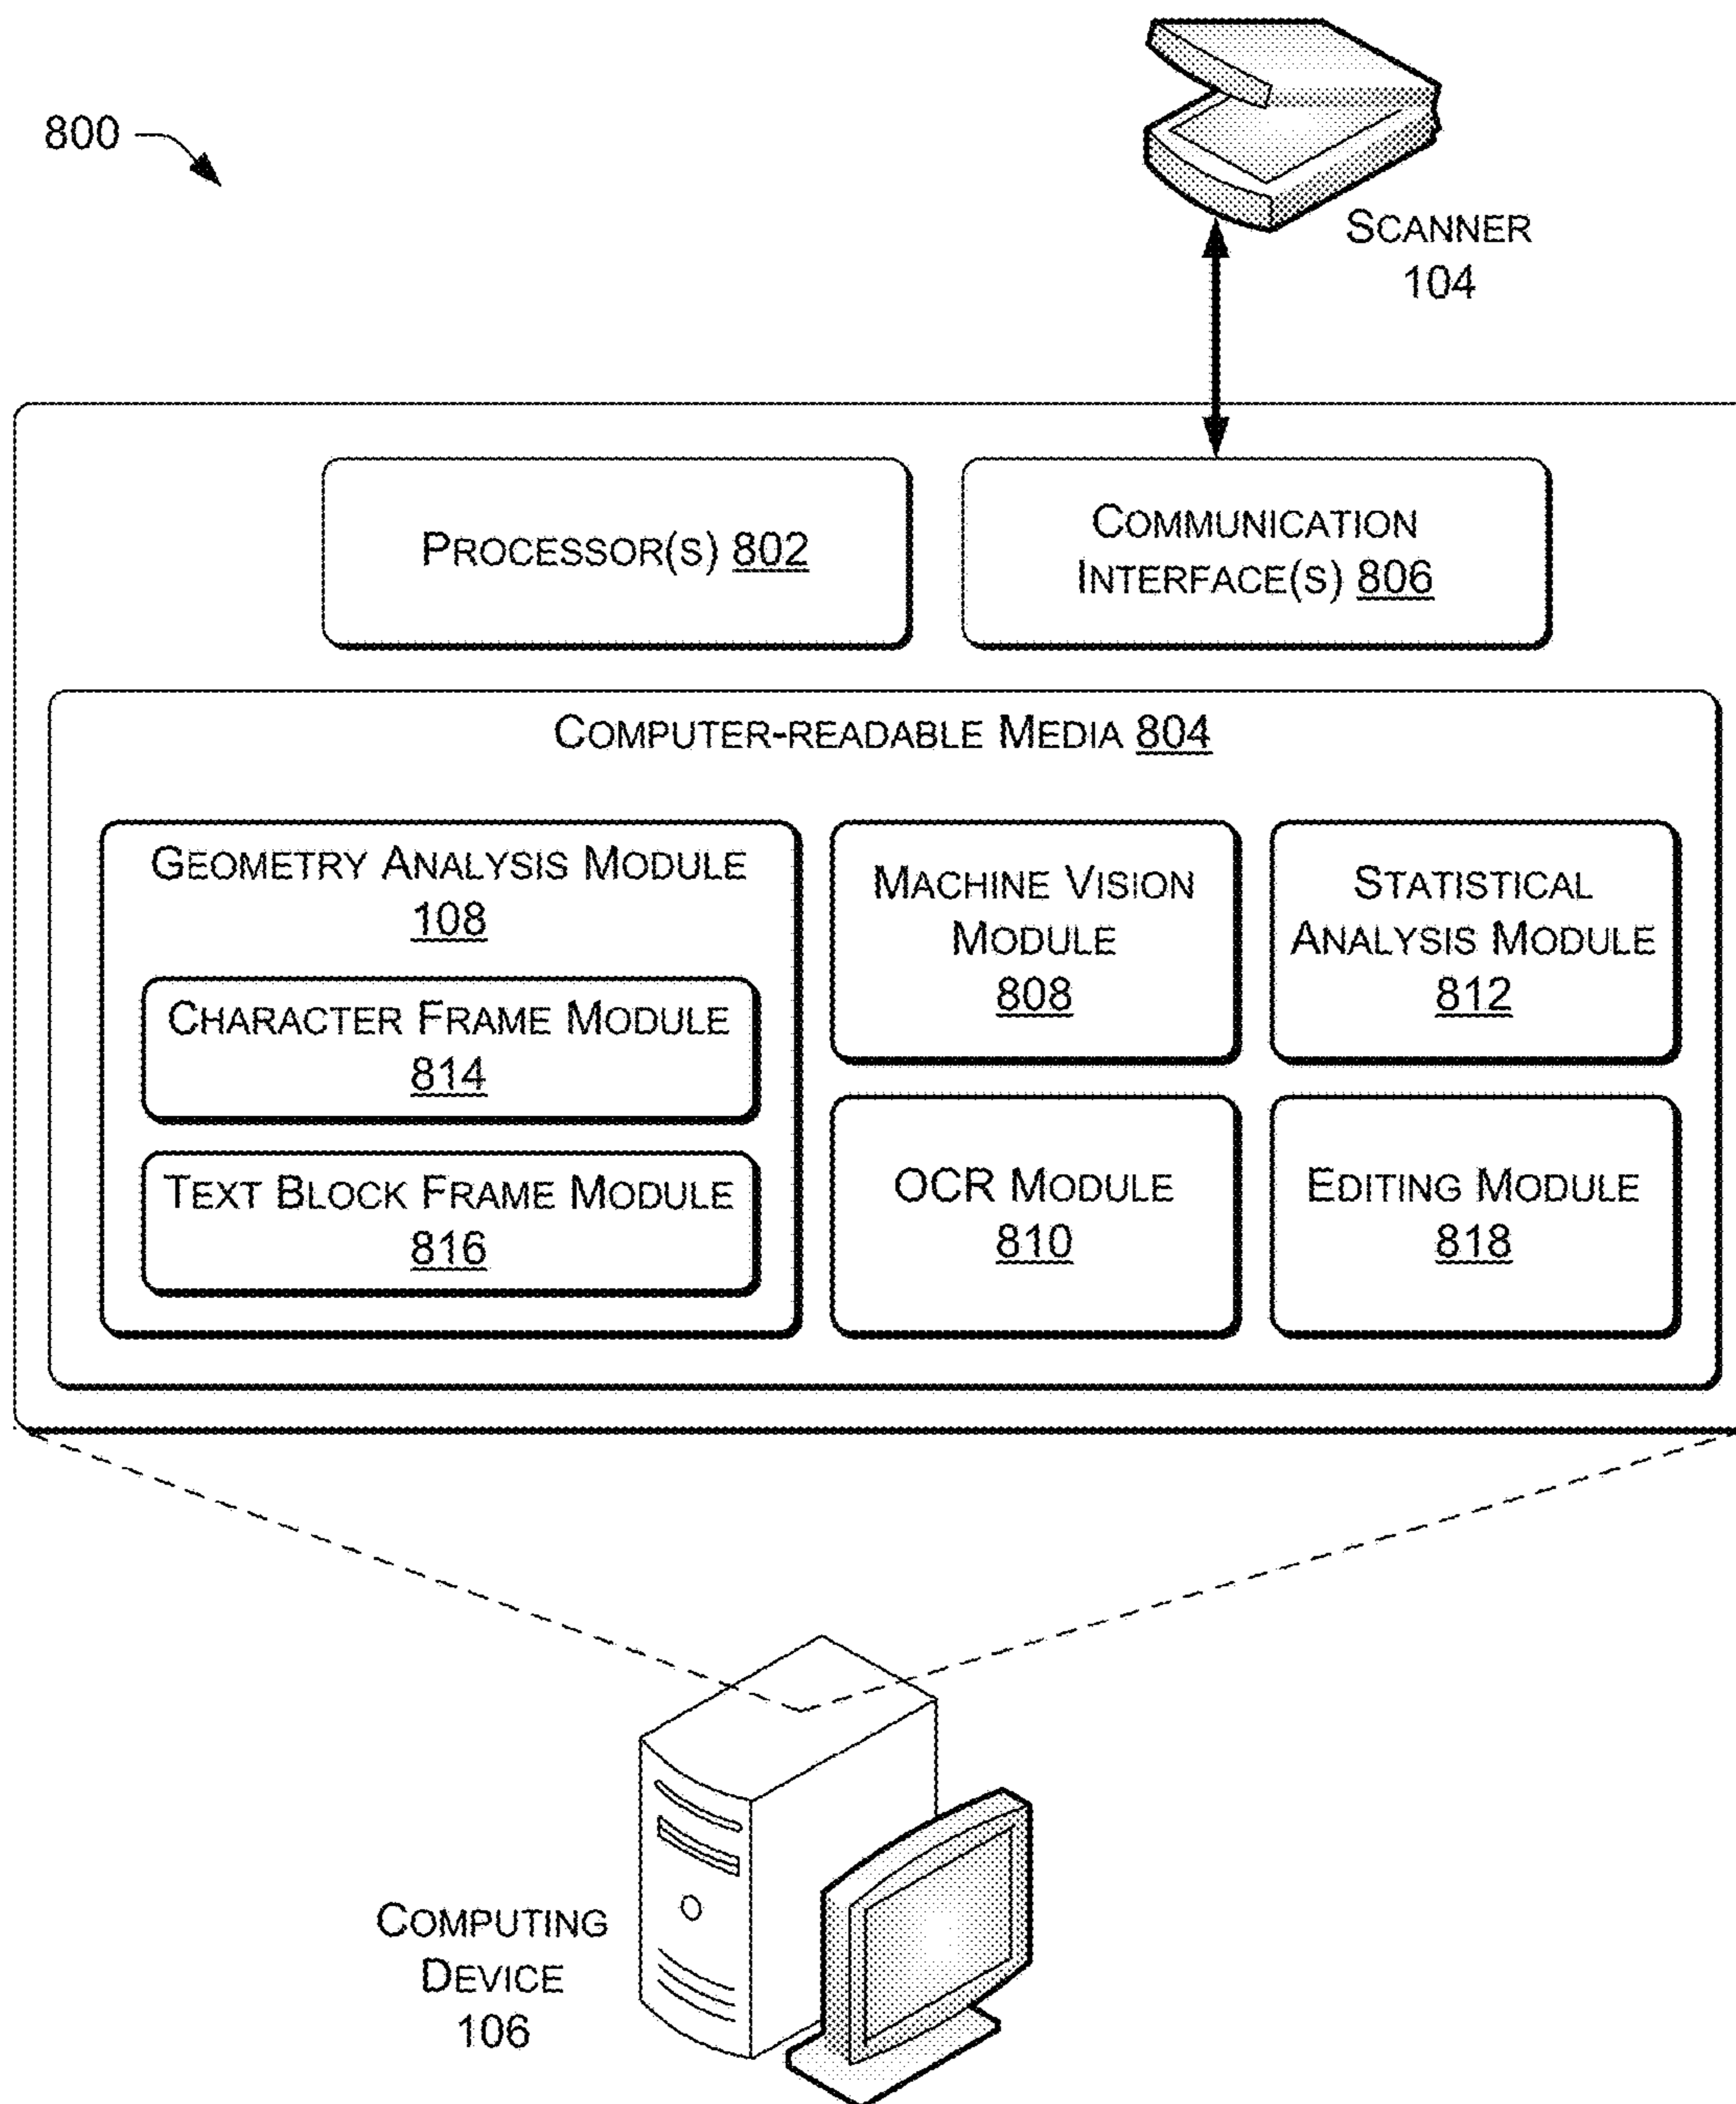 800
SCANNER
104
PROCESSOR(S) 802
COMMUNICATION
INTERFACE(S) 806
COMPUTER-READABLE MEDIA 804
GEOMETRY ANALYSIS MODULE
108
CHARACTER FRAME MODULE
814
TEXT BLOCK FRAME MODULE
816
MACHINE VISION
MODULE
808
STATISTICAL
ANALYSIS MODULE
812
OCR MODULE
810
EDITING MODULE
818
COMPUTING
DEVICE
106